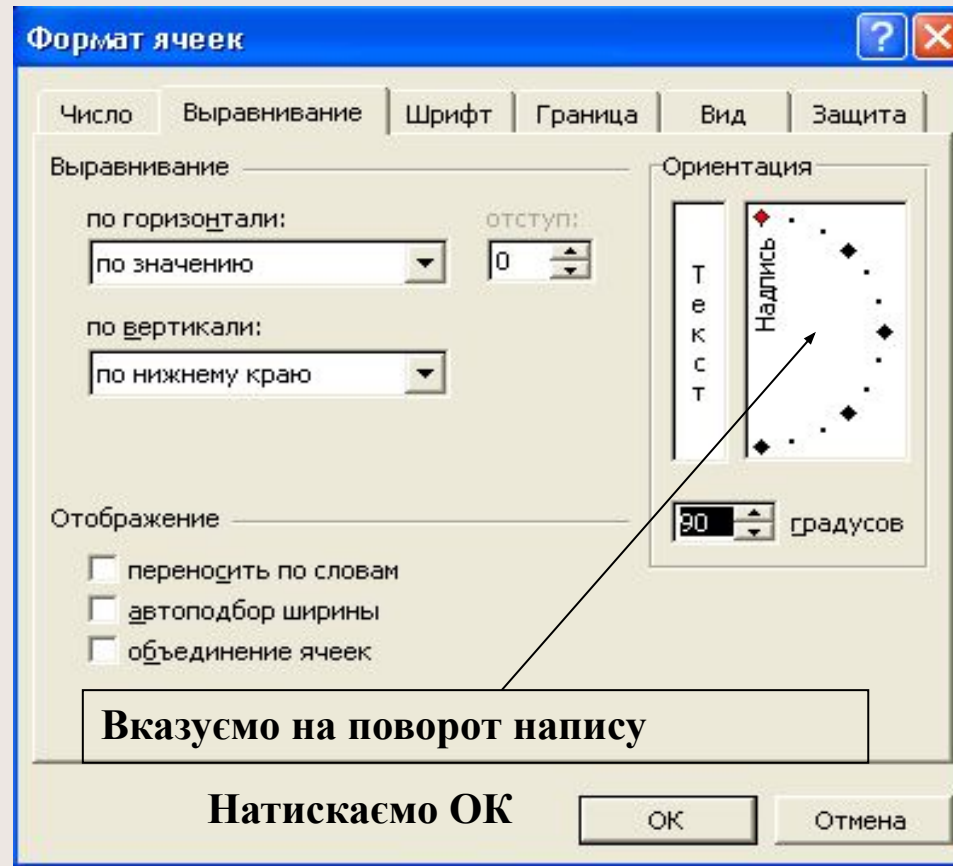 Формат ячеек
Число Выравнивание Шрифт Граница Вид Защита
Выравнивание
по горизонтали:
отступ:
по значению
0
по вертикали:
по нижнему краю
Ориентация
Текст
Надпись
90 градусов
Отображение
переносить по словам
автоподбор ширины
объединение ячеек
Вказуємо на поворот напису
Натискаємо ОК
ОК
Отмена